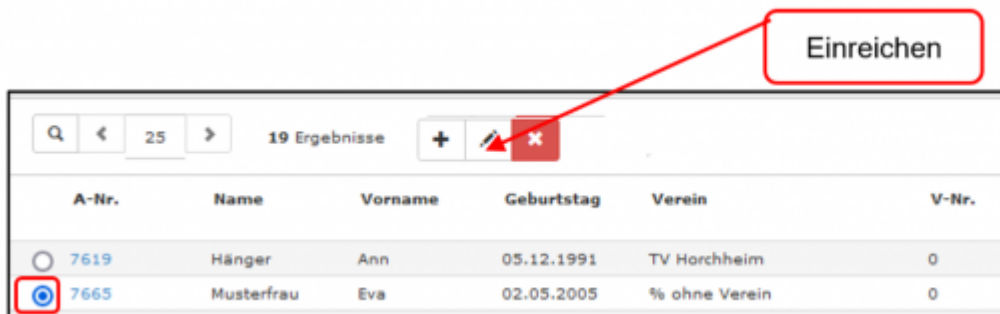 Einreichen
25 19 Ergebnisse
A-Nr. Name Vorname Geburtstag Verein V-Nr.
7619 Hänger Ann 05.12.1991 TV Horchheim 0
7665 Musterfrau Eva 02.05.2005 % ohne Verein 0